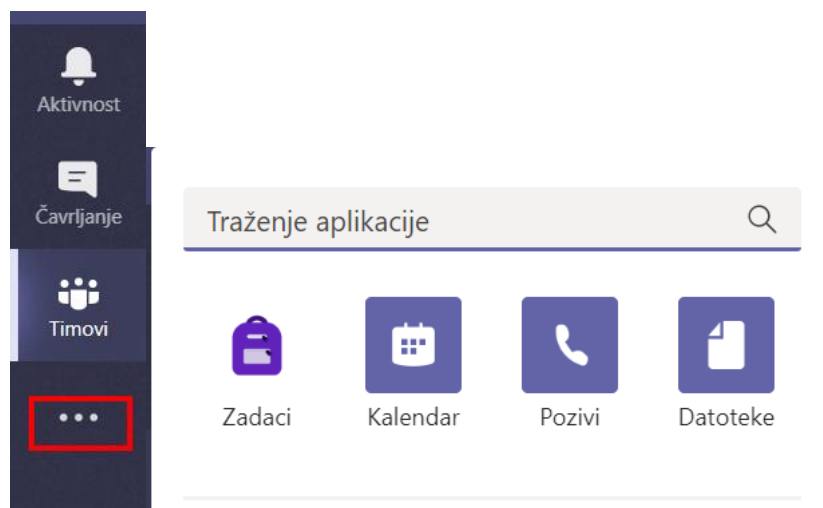 Aktivnost
Čavrljanje
Timovi
Traženje aplikacije
Zadaci Kalendar Pozivi Datoteke